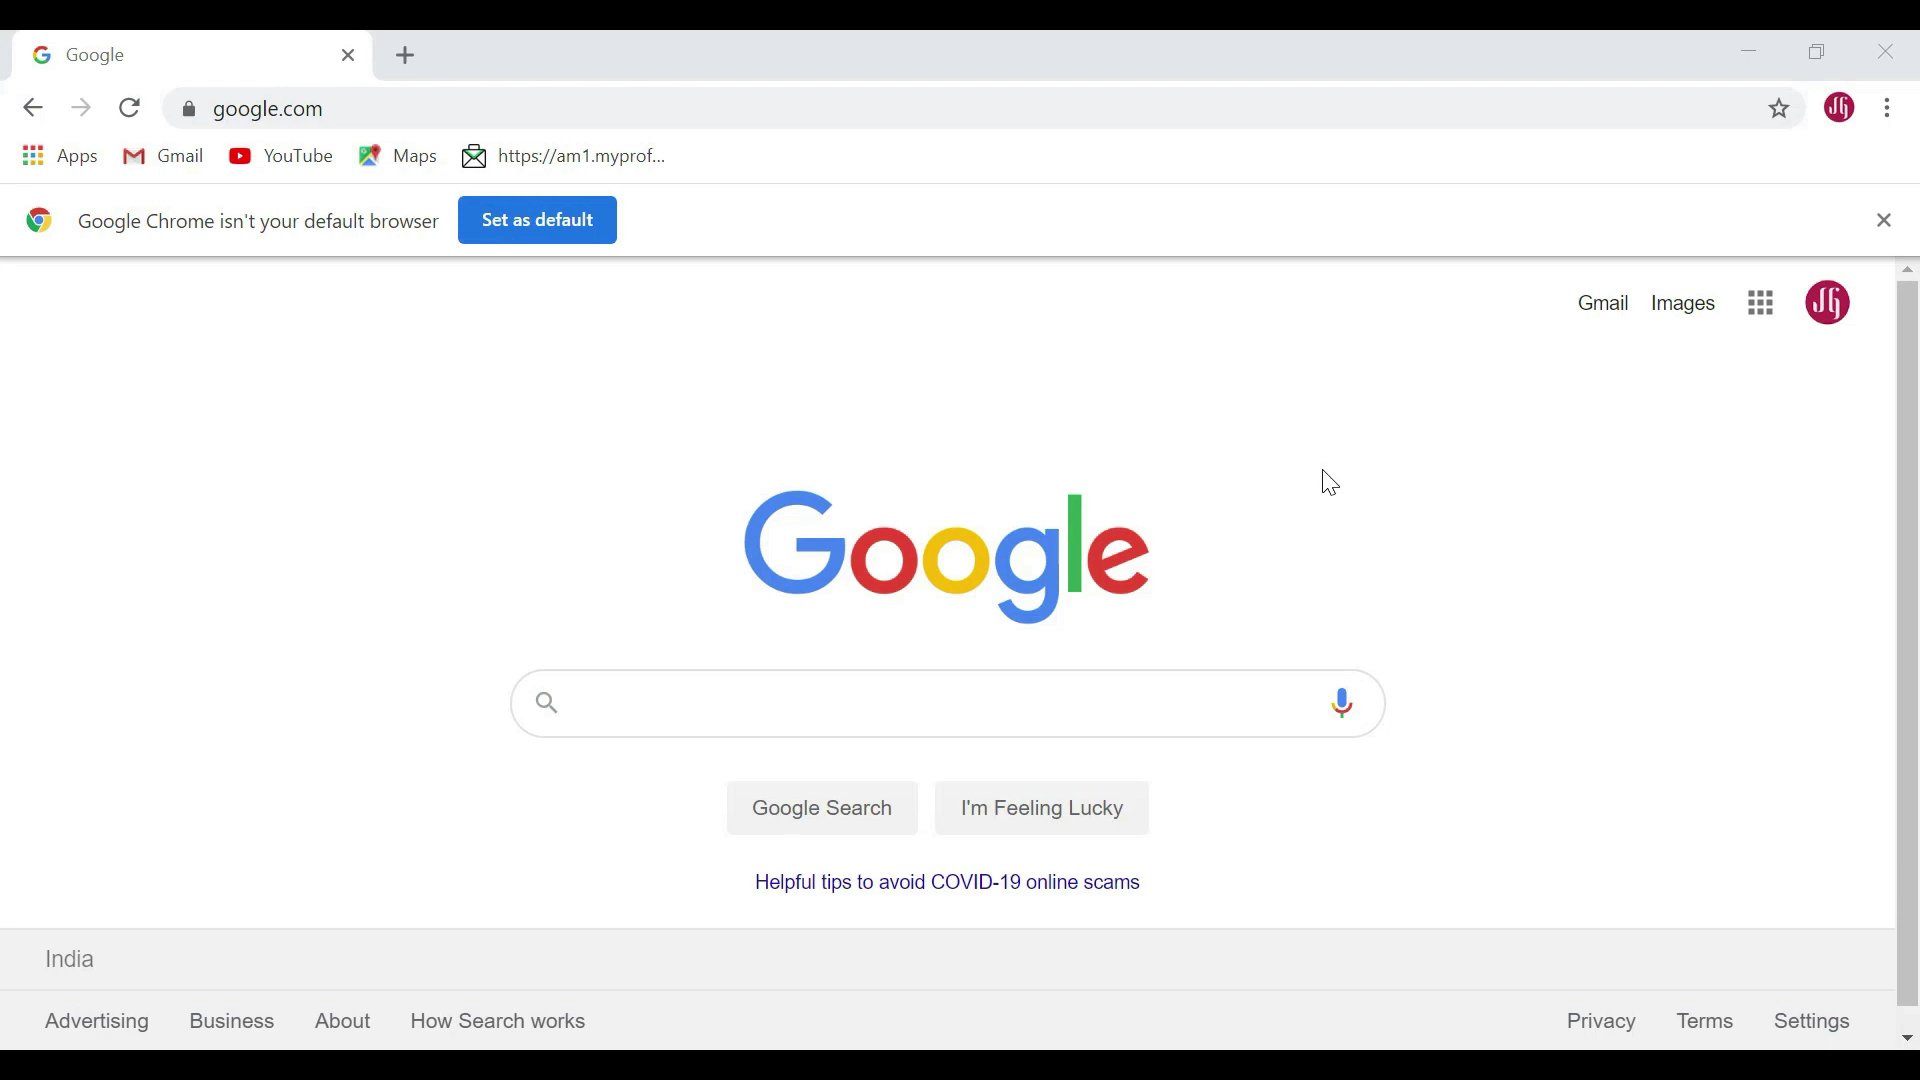 Google
google.com
Apps Gmail YouTube Maps https://am1.myprof...
Google Chrome isn't your default browser Set as default
Gmail Images
Google
Google Search I'm Feeling Lucky
Helpful tips to avoid COVID-19 online scams
India
Advertising Business About How Search works Privacy Terms Settings